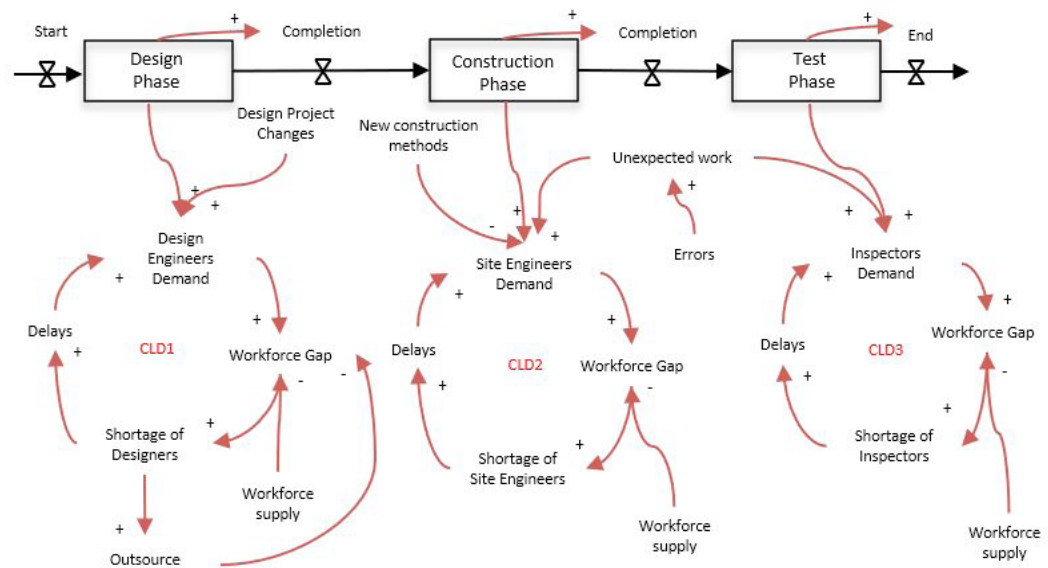 Start
+
Completion
+
Completion
+
End
Design
Phase
Construction
Phase
Test
Phase
Design Project
Changes
New construction
methods
Unexpected work
+
+
+
Errors
-
+
+
+
+
Design
Engineers
Demand
Site Engineers
Demand
Inspectors
Demand
+
+
+
+
+
+
Delays
+
CLD1
Workforce Gap
-
-
Delays
+
CLD2
Workforce Gap
-
Delays
+
CLD3
Workforce Gap
-
+
Shortage of
Designers
+
Shortage of
Site Engineers
+
Shortage of
Inspectors
Workforce
supply
Workforce
supply
Workforce
supply
+
Outsource